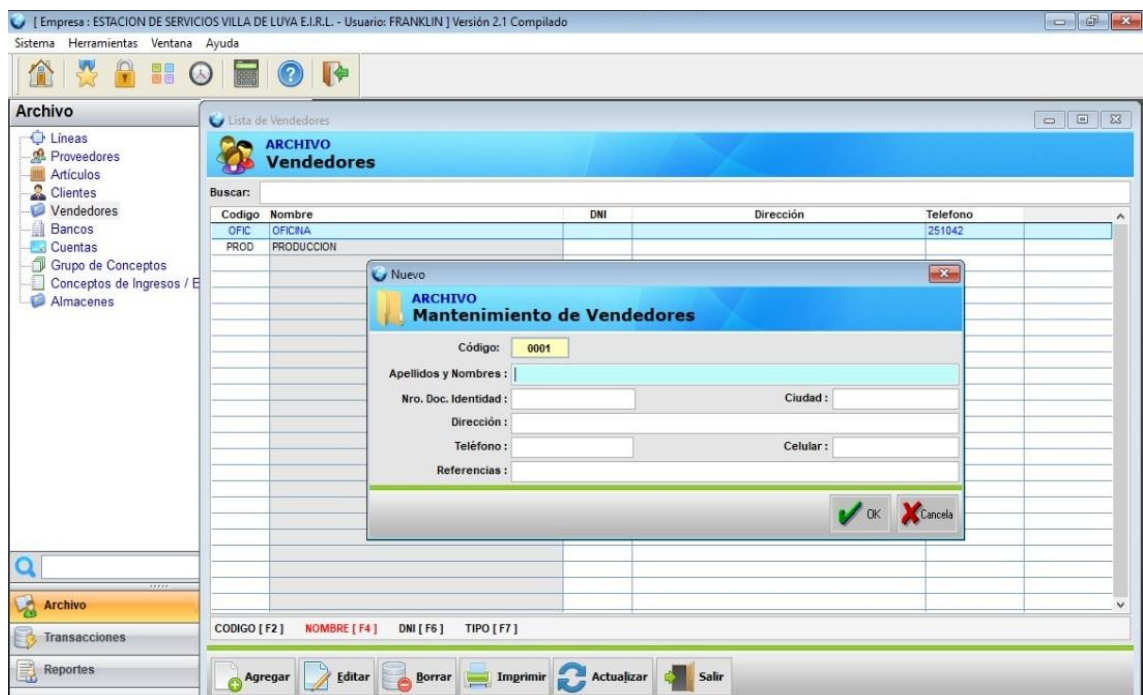 [ Empresa : ESTACION DE SERVICIOS VILLA DE LUYA E.I.R.L. - Usuario: FRANKLIN ] Versión 2.1 Compilado
Sistema Herramientas Ventana Ayuda
Archivo
Líneas
Proveedores
Artículos
Clientes
Vendedores
Bancos
Cuentas
Grupo de Conceptos
Conceptos de Ingresos / E
Almacenes
Lista de Vendedores
ARCHIVO
Vendedores
Buscar:
Codigo Nombre DNI Dirección Telefono
OFIC OFICINA 251042
PROD PRODUCCION
Nuevo
ARCHIVO
Mantenimiento de Vendedores
Código: 0001
Apellidos y Nombres :
Nro. Doc. Identidad : Ciudad :
Dirección :
Teléfono : Celular :
Referencias :
OK Cancela
Archivo
Transacciones
Reportes
CODIGO [ F2 ] NOMBRE [ F4 ] DNI [ F6 ] TIPO [ F7 ]
Agregar Editar Borrar Imprimir Actualizar Salir